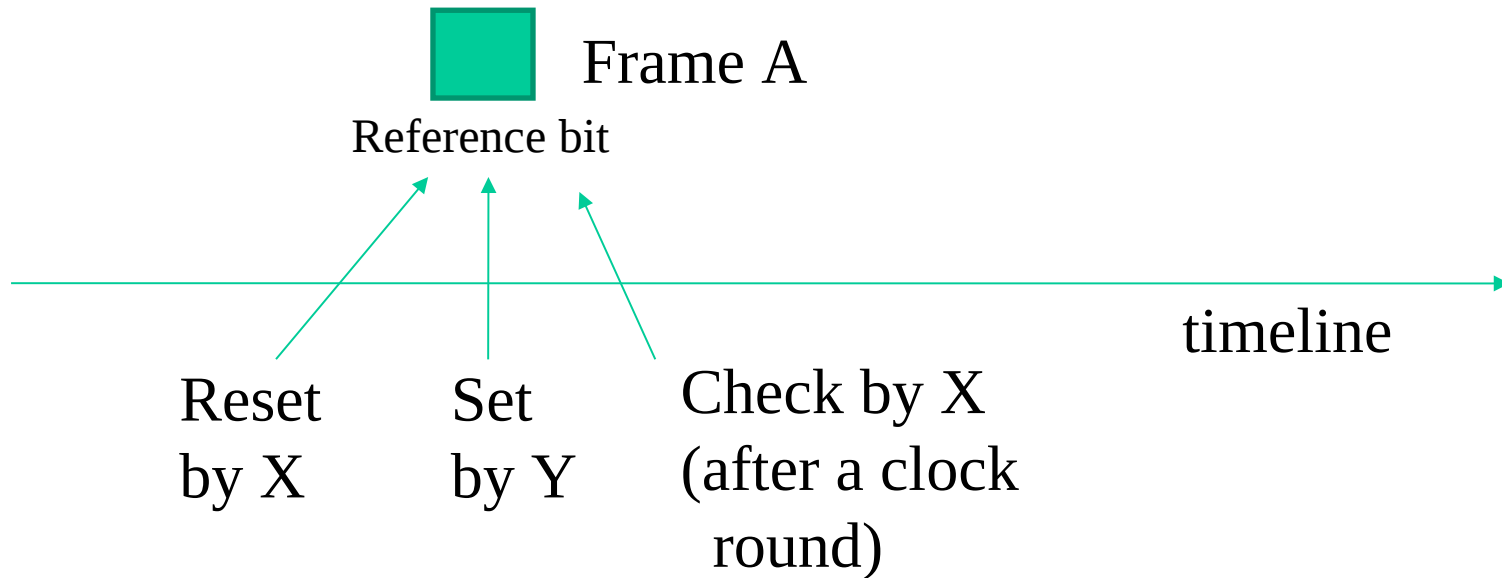 Frame A
Reference bit
timeline
Reset
by X
Set
by Y
Check by X
(after a clock
round)